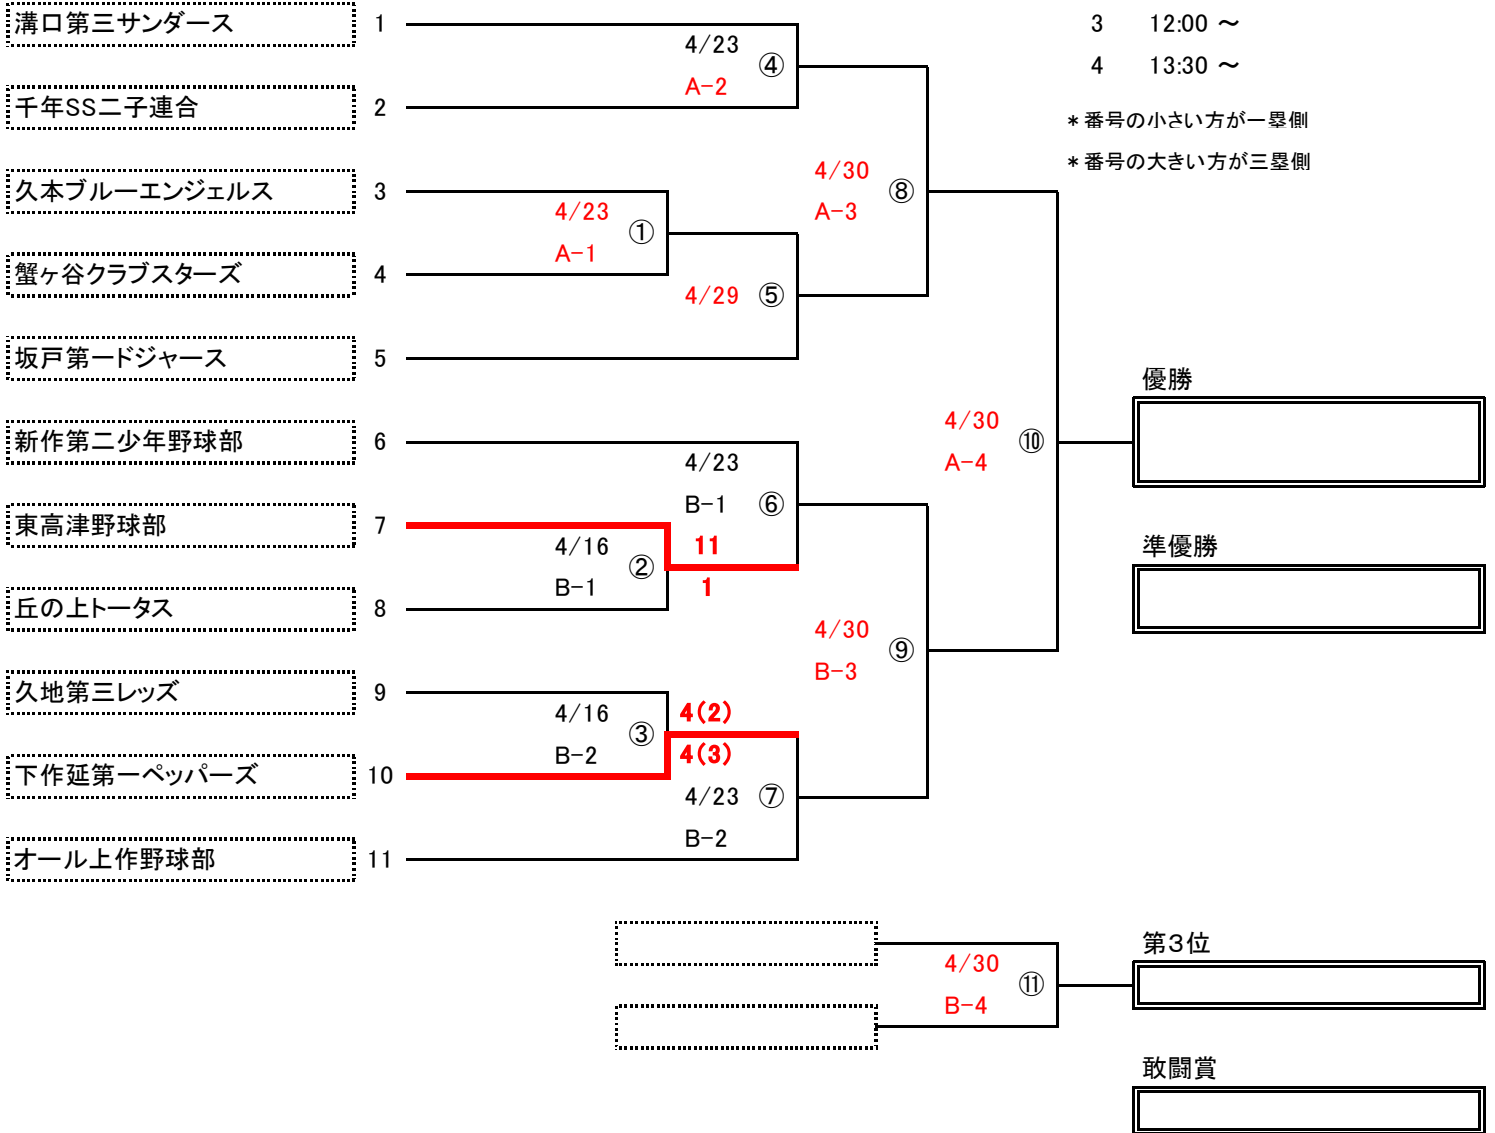 溝口第三サンダース 1
3 12:00 ～
4/23
④
4 13:30 ～
A-2
千年SS二子連合 2
＊番号の小さい方が一塁側
＊番号の大きい方が三塁側
4/30
⑧
久本ブルーエンジェルス 3
4/23
A-3
①
A-1
蟹ヶ谷クラブスターズ 4
4/29 ⑤
坂戸第一ドジャース 5
優勝
4/30
⑩
新作第二少年野球部 6
4/23
A-4
B-1 ⑥
東高津野球部 7
4/16
11
準優勝
②
B-1
1
丘の上トータス 8
4/30
⑨
B-3
久地第三レッズ 9
4/16
4(2)
③
B-2
4(3)
下作延第一ペッパーズ 10
4/23 ⑦
B-2
オール上作野球部 11
第3位
4/30
⑪
B-4
敢闘賞